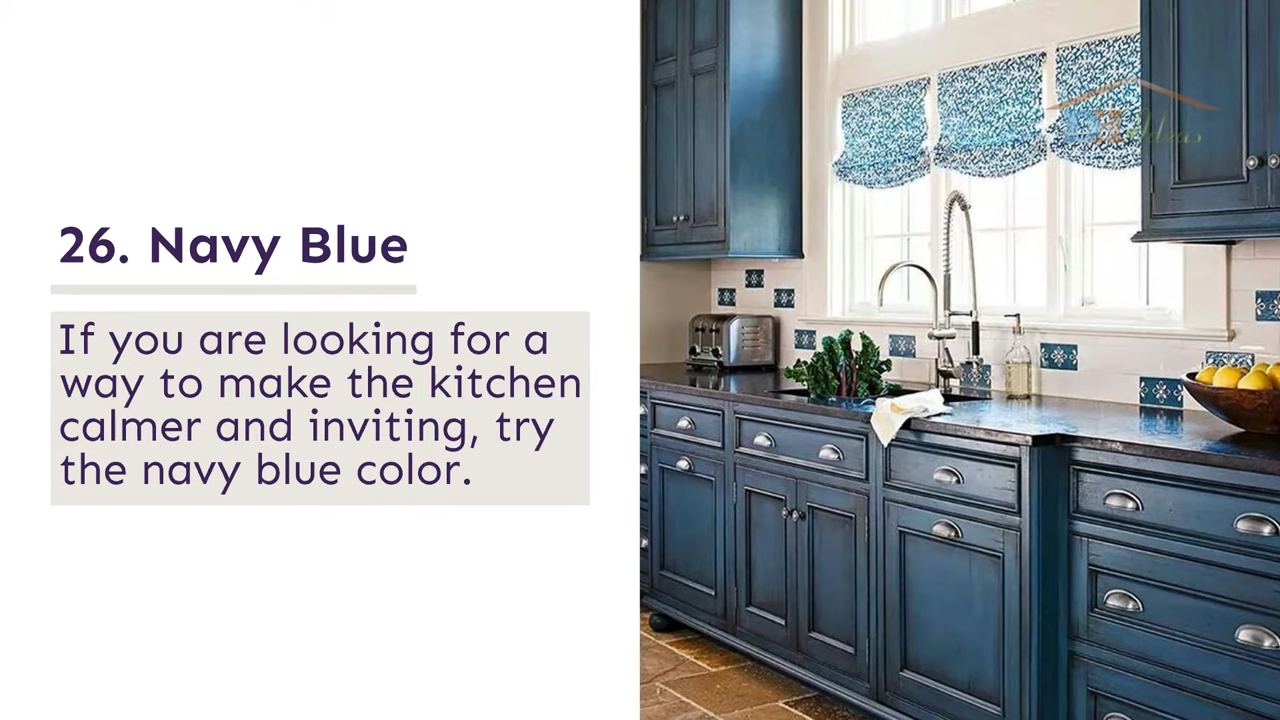 26. Navy Blue
If you are looking for a
way to make the kitchen
calmer and inviting, try
the navy blue color.
Ideas